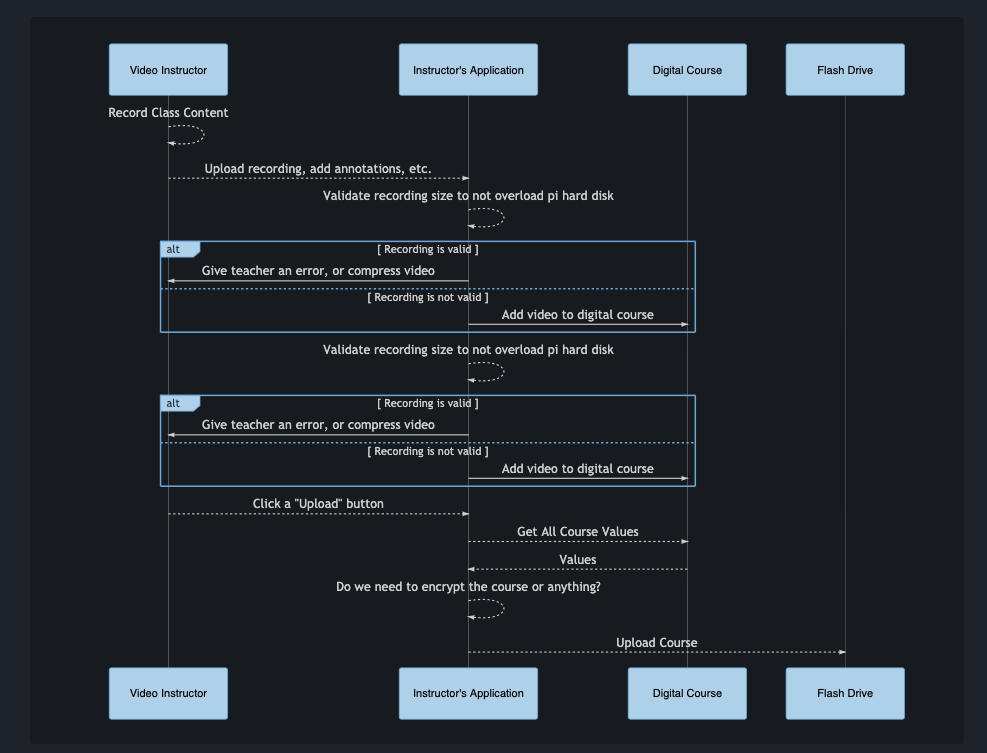 Video Instructor
Instructor's Application
Digital Course
Flash Drive
Record Class Content
Upload recording, add annotations, etc.
Validate recording size to not overload pi hard disk
alt
[ Recording is valid ]
Give teacher an error, or compress video
[ Recording is not valid ]
Add video to digital course
Validate recording size to not overload pi hard disk
alt
[ Recording is valid ]
Give teacher an error, or compress video
[ Recording is not valid ]
Add video to digital course
Click a "Upload" button
Get All Course Values
Values
Do we need to encrypt the course or anything?
Upload Course
Video Instructor
Instructor's Application
Digital Course
Flash Drive